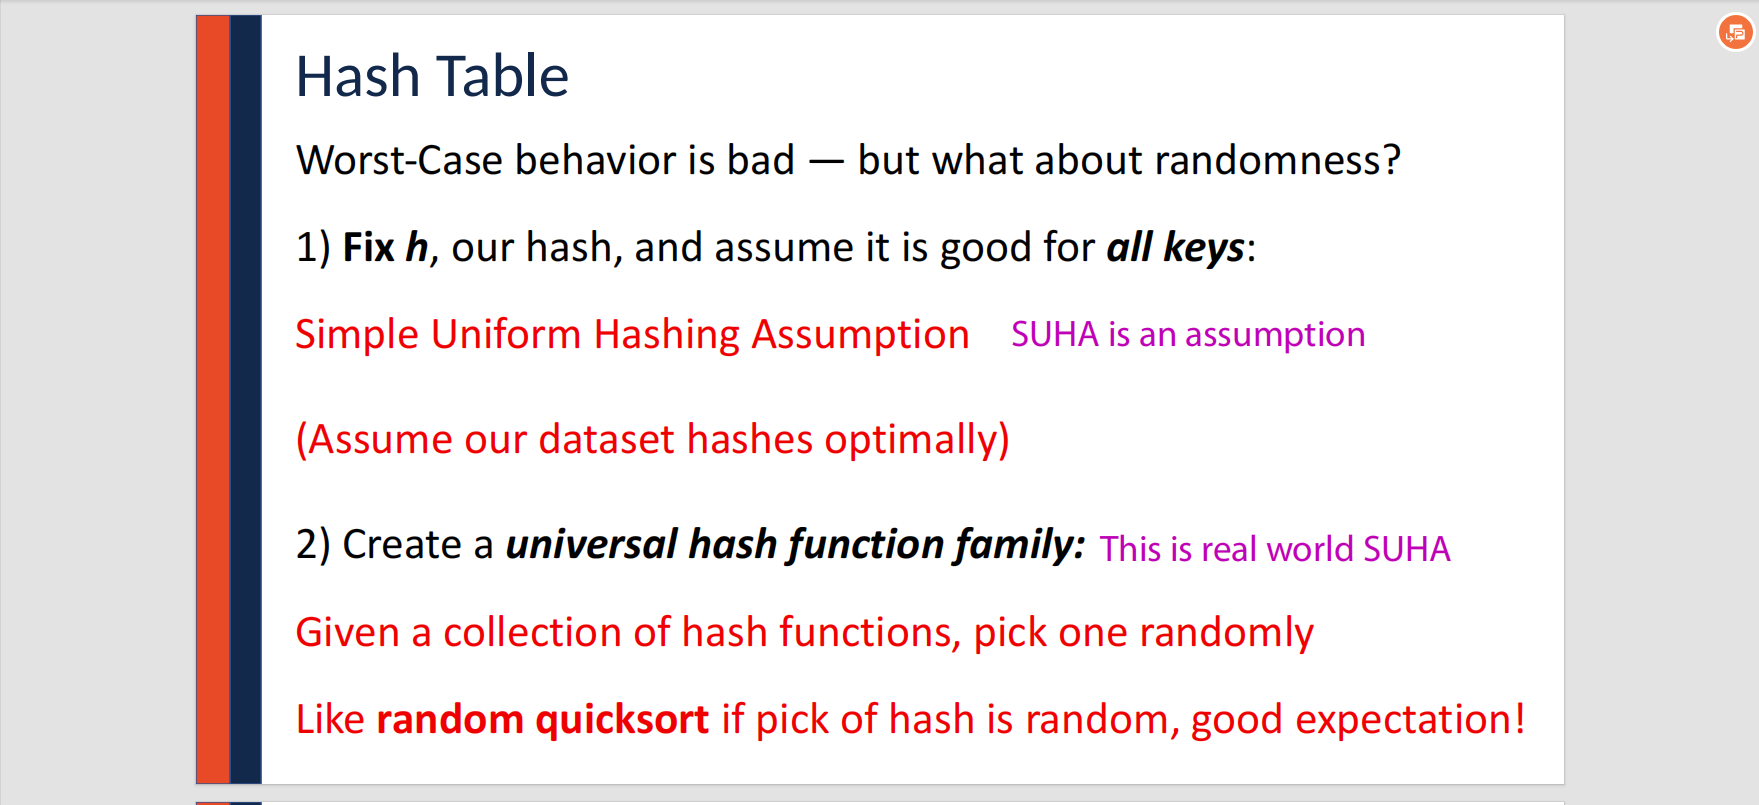 Hash Table
Worst-Case behavior is bad — but what about randomness?
1) Fix h, our hash, and assume it is good for all keys:
Simple Uniform Hashing Assumption SUHA is an assumption
(Assume our dataset hashes optimally)
2) Create a universal hash function family: This is real world SUHA
Given a collection of hash functions, pick one randomly
Like random quicksort if pick of hash is random, good expectation!